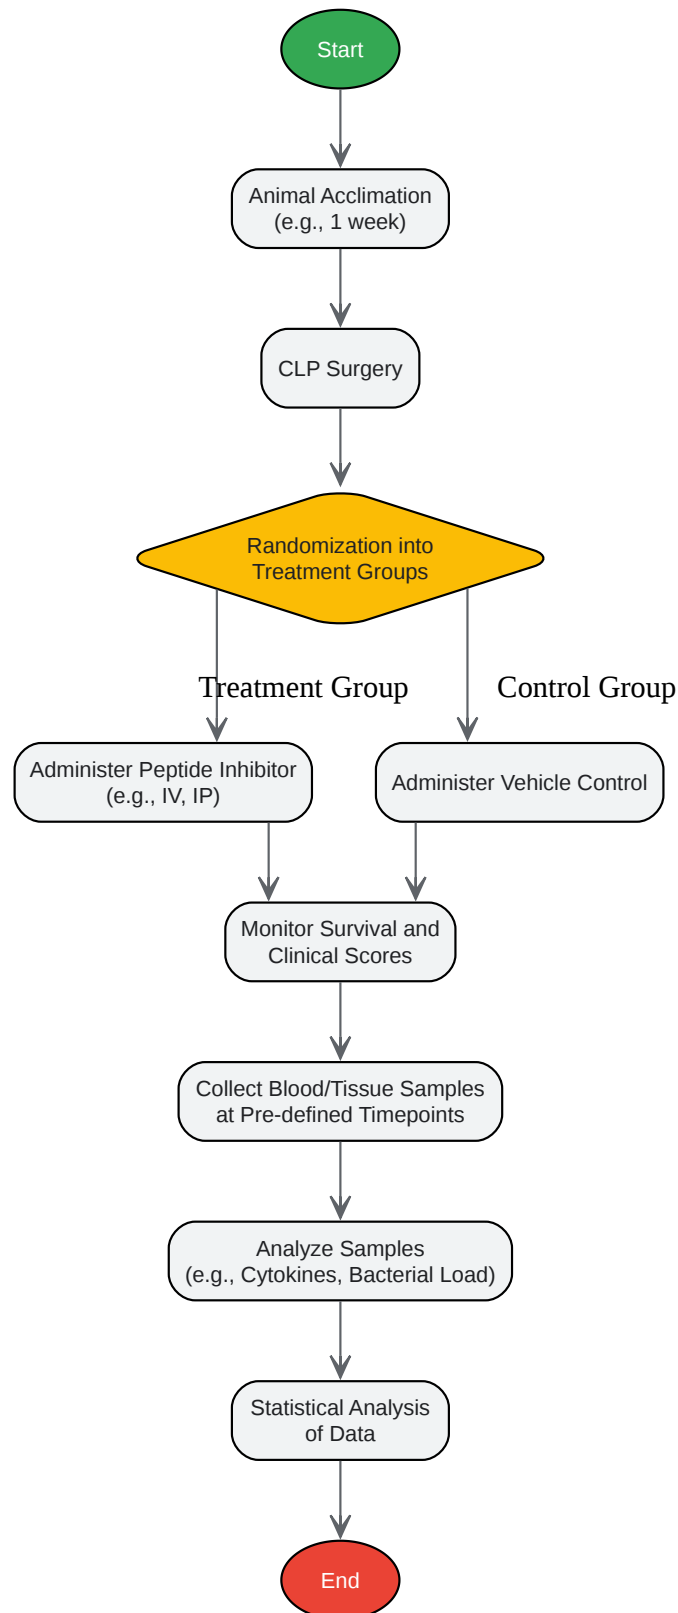 Start
Animal Acclimation
(e.g., 1 week)
CLP Surgery
Randomization into
Treatment Groups
Treatment Group
Control Group
Administer Peptide Inhibitor
(e.g., IV, IP)
Administer Vehicle Control
Monitor Survival and
Clinical Scores
Collect Blood/Tissue Samples
at Pre-defined Timepoints
Analyze Samples
(e.g., Cytokines, Bacterial Load)
Statistical Analysis
of Data
End